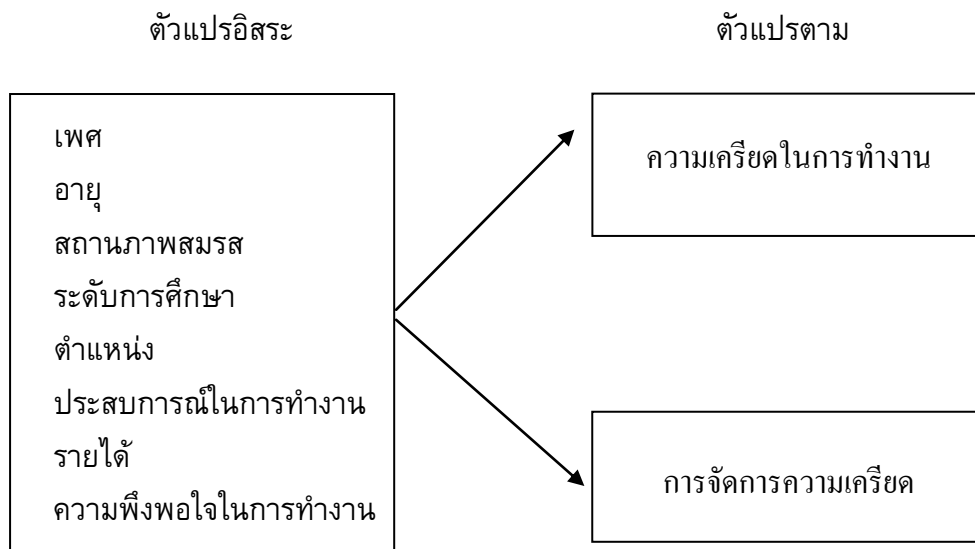 ตัวแปรอิสระ
ตัวแปรตาม
เพศ
อายุ
สถานภาพสมรส
ระดับการศึกษา
ตำแหน่ง
ประสบการณ์ในการทำงาน
รายได้
ความพึงพอใจในการทำงาน
ความเครียดในการทำงาน
การจัดการความเครียด